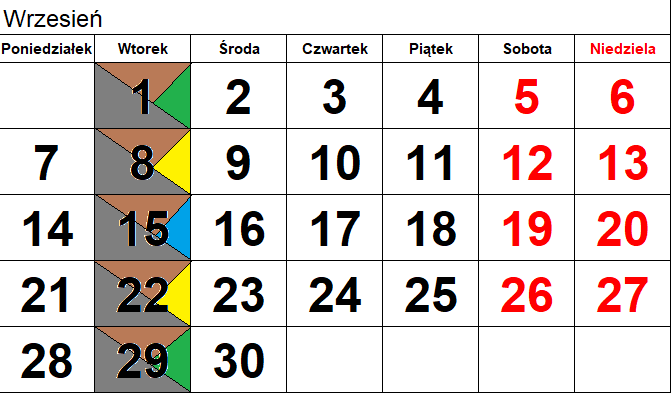 Wrzesień
Poniedziałek Wtorek Środa Czwartek Piątek Sobota Niedziela
1 2 3 4 5 6
7 8 9 10 11 12 13
14 15 16 17 18 19 20
21 22 23 24 25 26 27
28 29 30